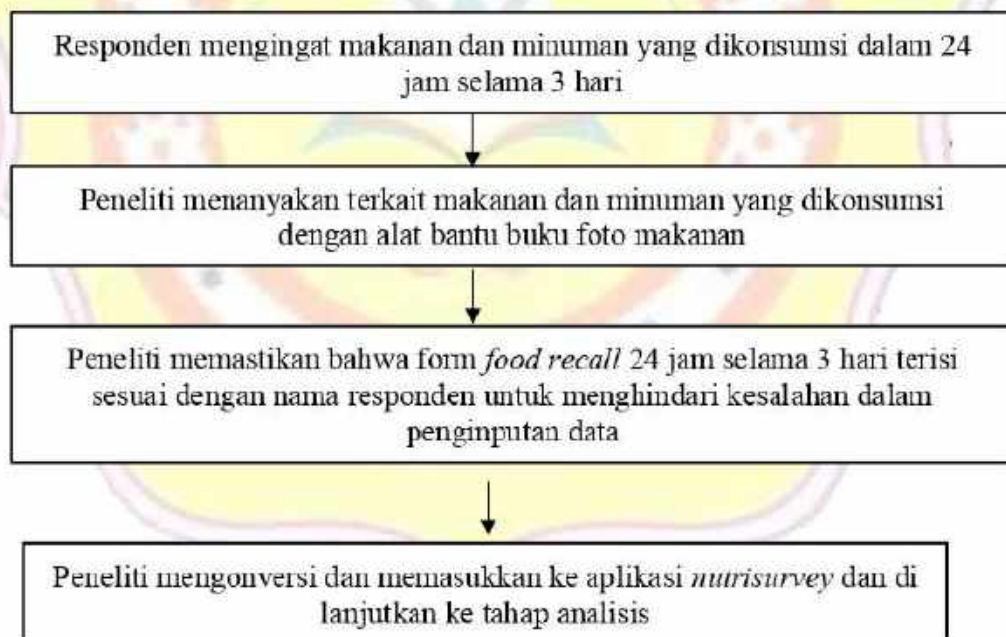 Responden mengingat makanan dan minuman yang dikonsumsi dalam 24
jam selama 3 hari
Peneliti menanyakan terkait makanan dan minuman yang dikonsumsi
dengan alat bantu buku foto makanan
Peneliti memastikan bahwa form food recall 24 jam selama 3 hari terisi
sesuai dengan nama responden untuk menghindari kesalahan dalam
penginputan data
Peneliti mengonversi dan memasukkan ke aplikasi nutrisurvey dan di
lanjutkan ke tahap analisis